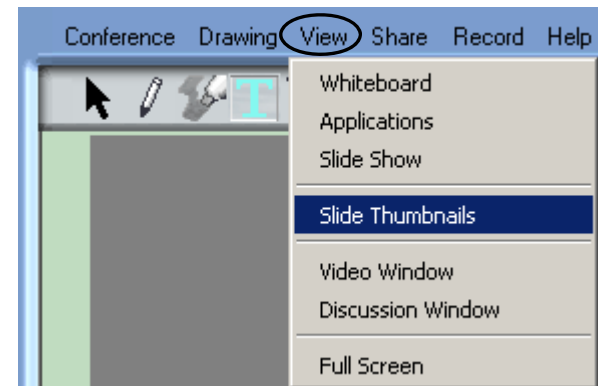 Conference Drawing View Share Record Help
T
Whiteboard
Applications
Slide Show
Slide Thumbnails
Video Window
Discussion Window
Full Screen